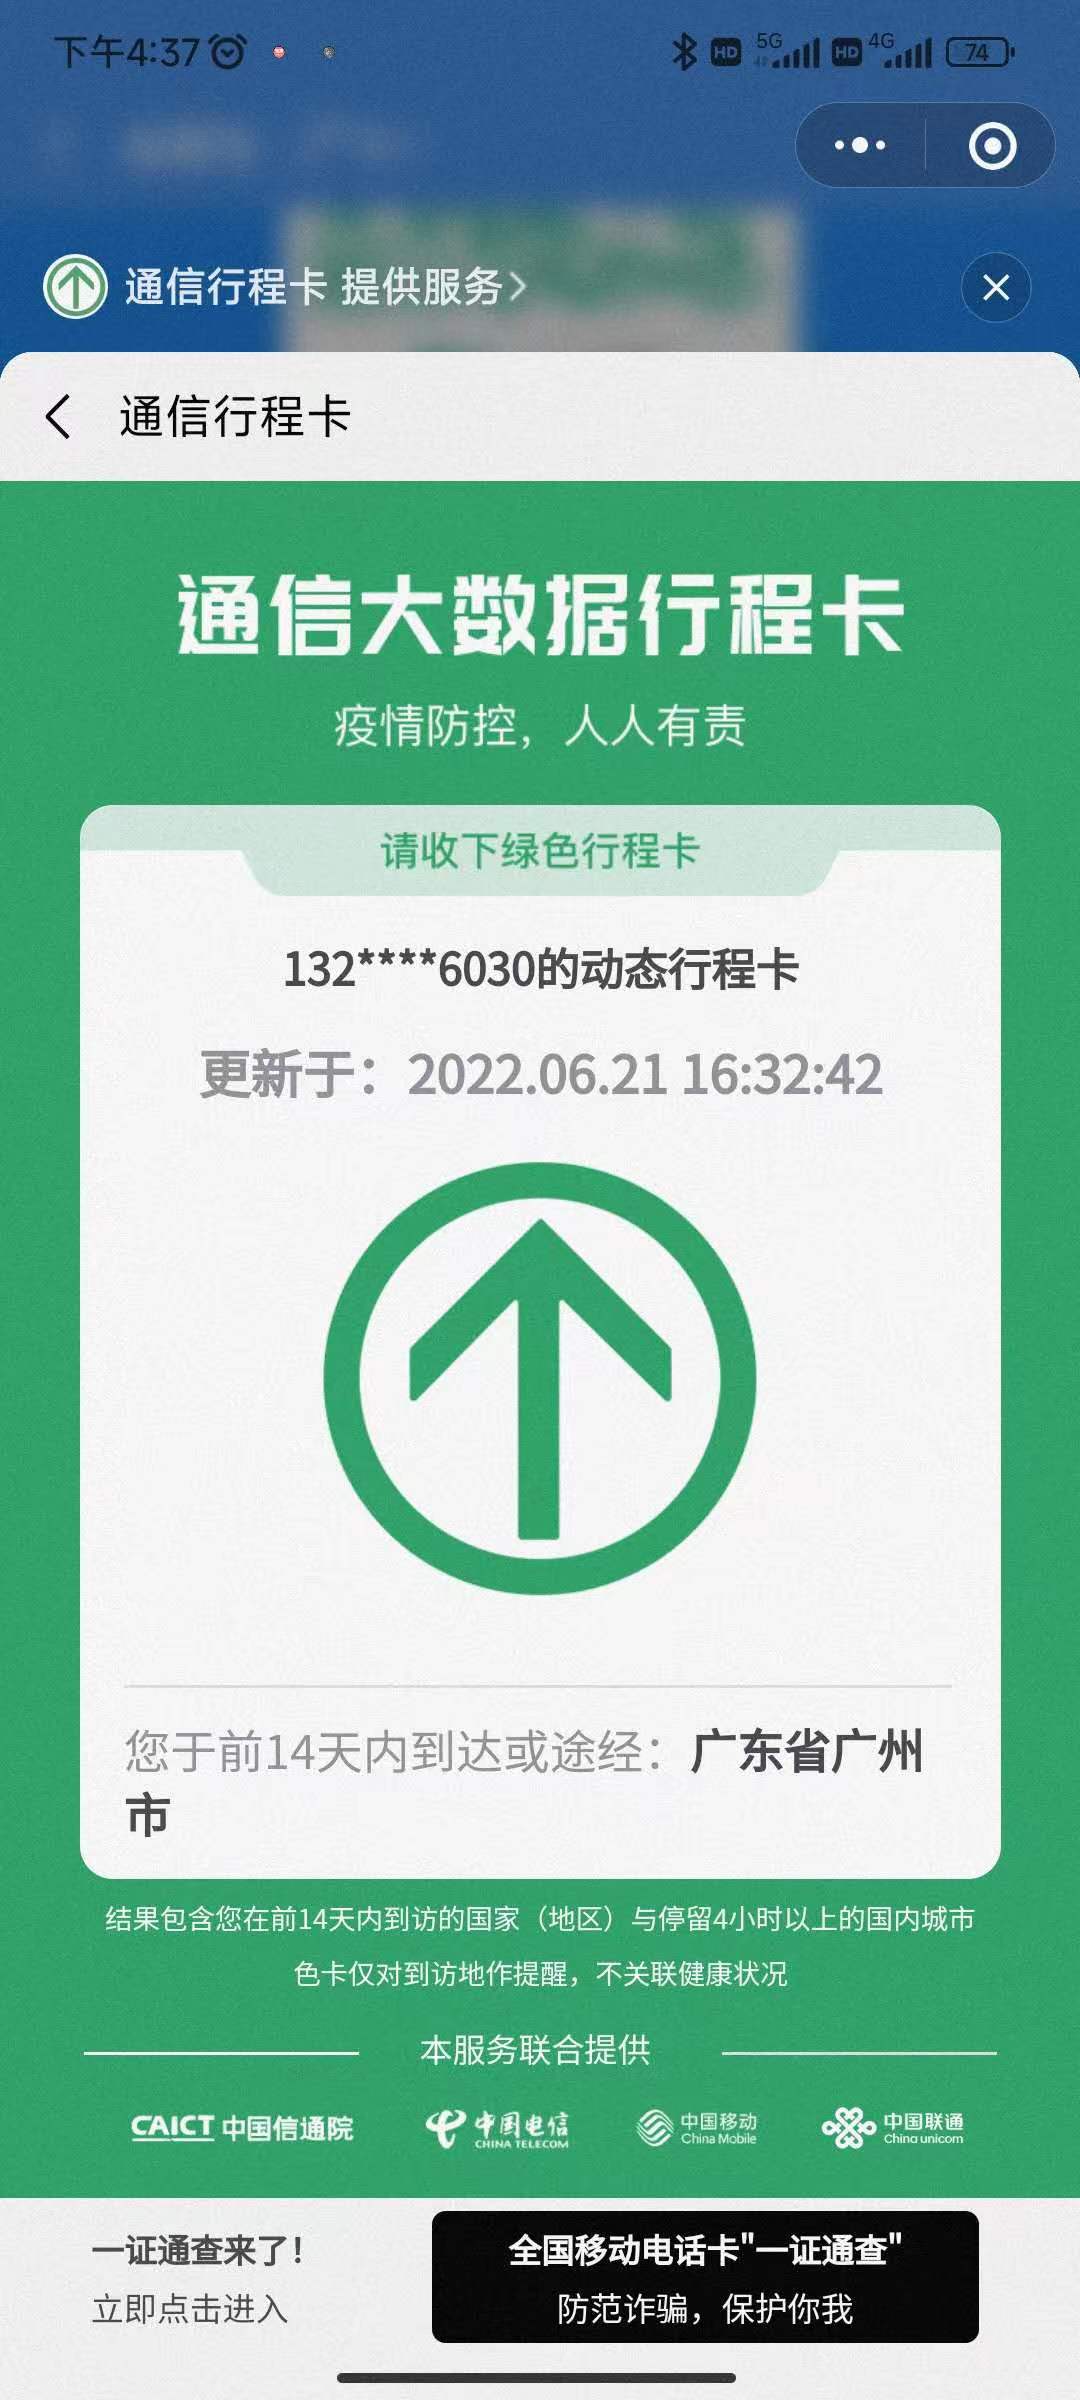 下午4:37
HD 5G HD 4G 74
通信行程卡 提供服务
通信行程卡
通信大数据行程卡
疫情防控，人人有责
请收下绿色行程卡
132****6030的动态行程卡
更新于：2022.06.21 16:32:42
您于前14天内到达或途经：广东省广州
市
结果包含您在前14天内到访的国家（地区）与停留4小时以上的国内城市
色卡仅对到访地作提醒，不关联健康状况
本服务联合提供
CAICT 中国信通院 中国电信 CHINA TELECOM 中国移动 China Mobile 中国联通 China unicom
一证通查来了！
立即点击进入
全国移动电话卡"一证通查"
防范诈骗，保护你我